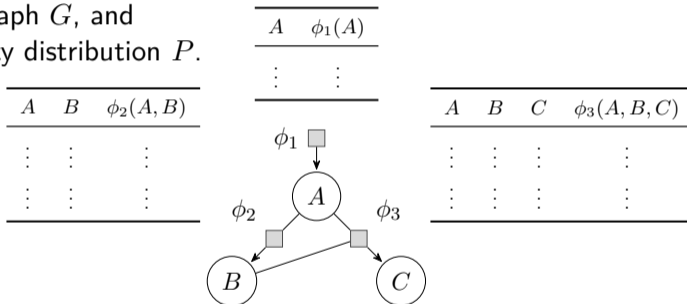 aph G, and
y distribution P.
A ϕ₁(A)
⋮ ⋮
A B ϕ₂(A, B)
⋮ ⋮ ⋮
⋮ ⋮ ⋮
A B C ϕ₃(A, B, C)
⋮ ⋮ ⋮ ⋮
⋮ ⋮ ⋮ ⋮
ϕ₁
A
ϕ₂ ϕ₃
B C